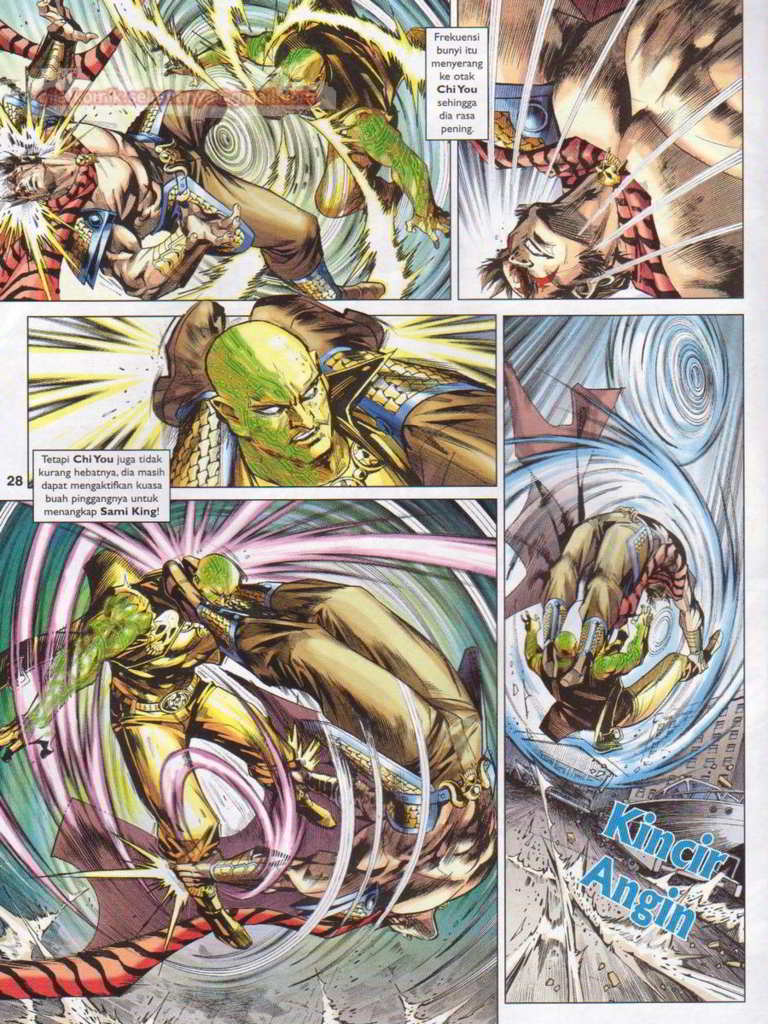 Frekuensi
bunyi itu
menyerang
ke otak
Chi You
sehingga
dia rasa
pening.
Tetapi Chi You juga tidak
kurang hebatnya, dia masih
dapat mengaktifkan kuasa
buah pinggangnya untuk
menangkap Sami King!
28
Kincir
Angin